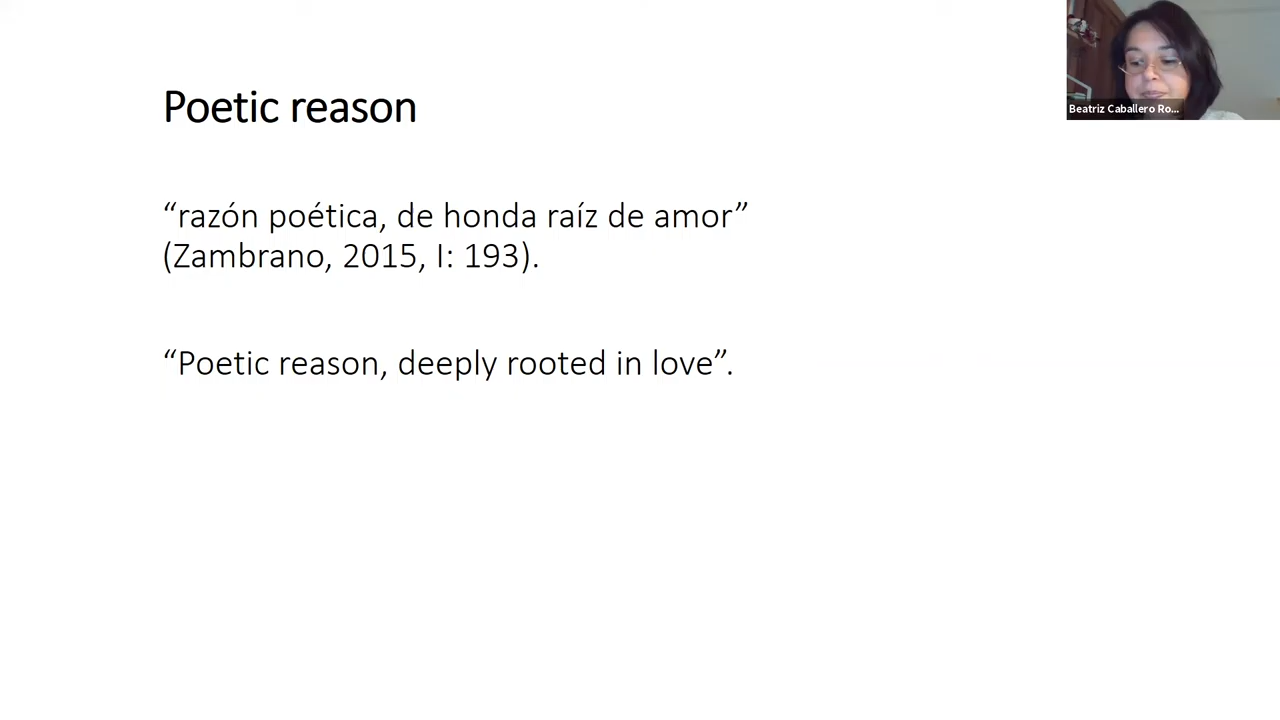 Poetic reason
“razón poética, de honda raíz de amor”
(Zambrano, 2015, I: 193).
“Poetic reason, deeply rooted in love”.
Beatriz Caballero Ro...